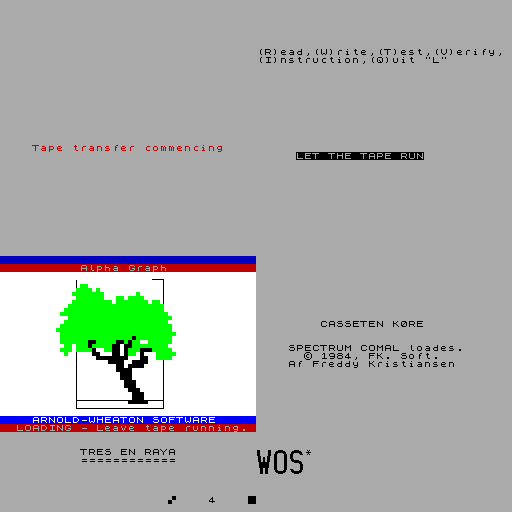 (R)ead,(W)rite,(T)est,(V)erify,
(I)nstruction,(Q)uit "L"
Tape transfer commencing
LET THE TAPE RUN
Alpha Graph
ARNOLD-WHEATON SOFTWARE
LOADING - Leave tape running.
CASSETEN KØRE
SPECTRUM COMAL loades.
© 1984, FK. Soft.
Af Freddy Kristiansen
TRES EN RAYA
============
4
WOS*